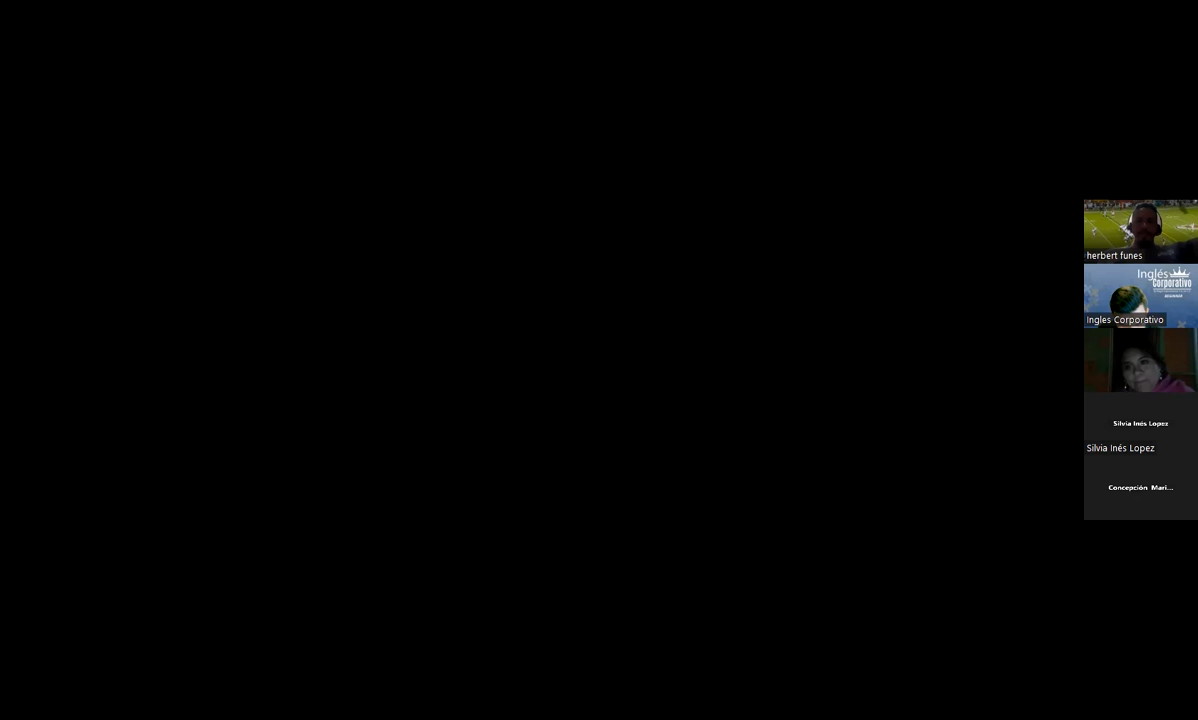 herbert funes
Inglés
Corporativo
Ingles Corporativo
Silvia Inés Lopez
Silvia Inés Lopez
Concepción Mari...